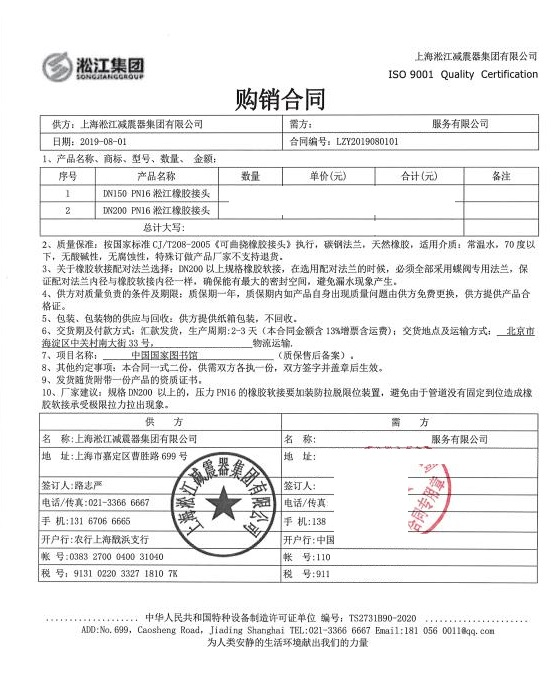 淞江集团
SONGJIANGGROUP
上海淞江减震器集团有限公司
ISO 9001 Quality Certification
购销合同
供方：上海淞江减震器集团有限公司 需方： 服务有限公司
日期：2019-08-01 合同编号：LZY2019080101
1、产品名称、商标、型号、数量、金额：
序号 产品名称 数量 单价(元) 合计(元) 备注
1 DN150 PN16 淞江橡胶接头
2 DN200 PN16 淞江橡胶接头
总计大写：
2、质量保准：按国家标准 CJ/T208-2005《可曲挠橡胶接头》执行，碳钢法兰，天然橡胶，适用介质：常温水，70 度以
下，无酸碱性，无腐蚀性，特殊订做产品厂家不支持退货。
3、关于橡胶软接配对法兰选择：DN200 以上规格橡胶软接，在选用配对法兰的时候，必须全部采用蝶阀专用法兰，保
证配对法兰内径与橡胶软接内径一样，确保能有最大的密封空间，避免漏水现象产生。
4、供方对质量负责的条件及期限：质保期一年，质保期内如产品自身出现质量问题由供方免费更换，供方提供产品合
格证。
5、包装、包装物的供应与回收：供方提供纸箱包装，不回收。
6、交货期及付款方式：汇款发货，生产周期:2-3 天（本合同金额含 13%增票含运费）；交货地点及运输方式： 北京市
海淀区中关村南大街 33 号， 物流运输.
7、项目名称： 中国国家图书馆 （质保售后备案）。
8、其他约定事项：本合同一式二份，供需双方各执一份，双方签字并盖章后生效。
9、发货随货附带一份产品的资质证书。
10、厂家建议：规格 DN200 以上的，压力 PN16 的橡胶软接要加装防拉脱限位装置，避免由于管道没有固定到位造成橡
胶软接承受极限拉力拉出现象。
供 方 需 方
名 称：上海淞江减震器集团有限公司 名 称： 服务有限公司
地 址：上海市嘉定区曹胜路 699 号 地 址：
签订人：路志严 签订人：
电话/传真:021-3366 6667 电话/传真
手 机:131 6706 6665 手 机:138
开户行:农行上海戬浜支行 开户行:中国
帐 号:0383 2700 0400 31040 帐 号:110
税 号：9131 0220 3327 1810 7K 税 号:911
上海淞江减震器集团有限公司
合同专用章
中华人民共和国特种设备制造许可证单位 编号：TS2731B90-2020
ADD:No.699, Caosheng Road, Jiading Shanghai TEL:021-3366 6667 Email:181 056 0011@qq.com
为人类安静的生活环境献出我们的力量